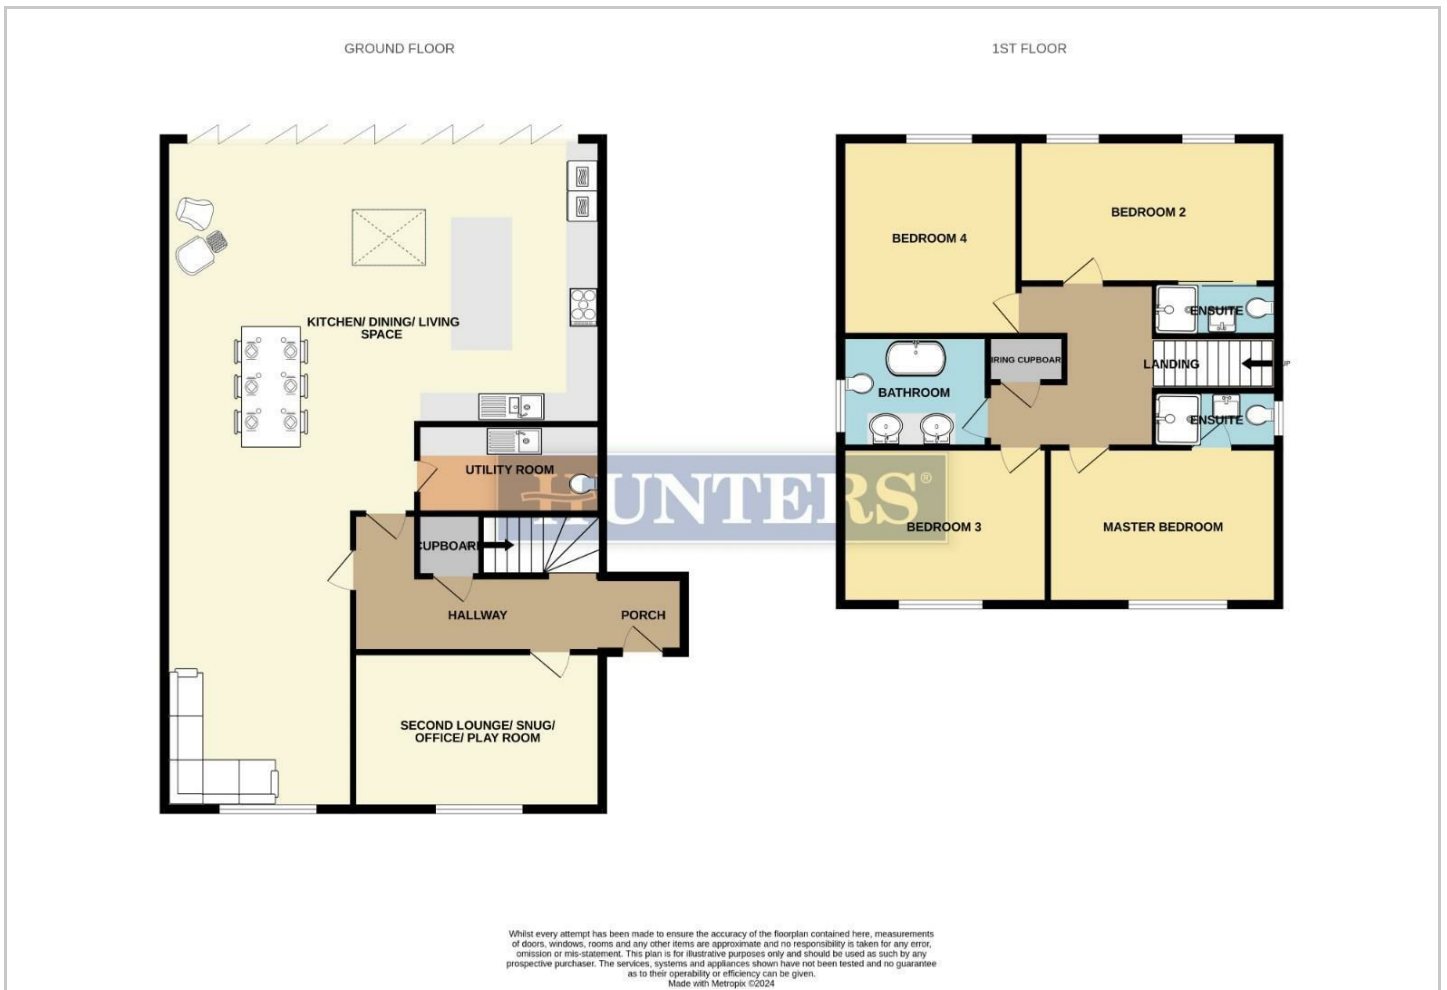 GROUND FLOOR
1ST FLOOR
KITCHEN/ DINING/ LIVING
SPACE
UTILITY ROOM
CUPBOARD
HALLWAY
PORCH
SECOND LOUNGE/ SNUG/
OFFICE/ PLAY ROOM
BEDROOM 4
BEDROOM 2
ENSUITE
IRING CUPBOAR
LANDING
UP
BATHROOM
ENSUITE
BEDROOM 3
MASTER BEDROOM
HUNTERS®
Whilst every attempt has been made to ensure the accuracy of the floorplan contained here, measurements
of doors, windows, rooms and any other items are approximate and no responsibility is taken for any error,
omission or mis-statement. This plan is for illustrative purposes only and should be used as such by any
prospective purchaser. The services, systems and appliances shown have not been tested and no guarantee
as to their operability or efficiency can be given.
Made with Metropix ©2024